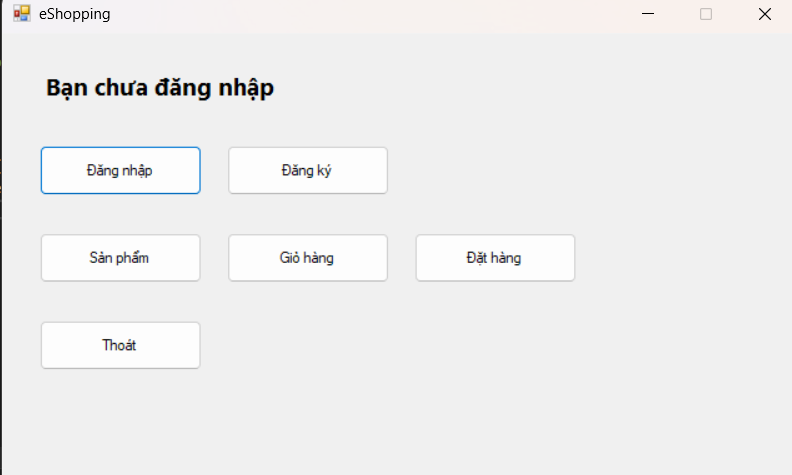 eShopping
Bạn chưa đăng nhập
Đăng nhập Đăng ký
Sản phẩm Giỏ hàng Đặt hàng
Thoát